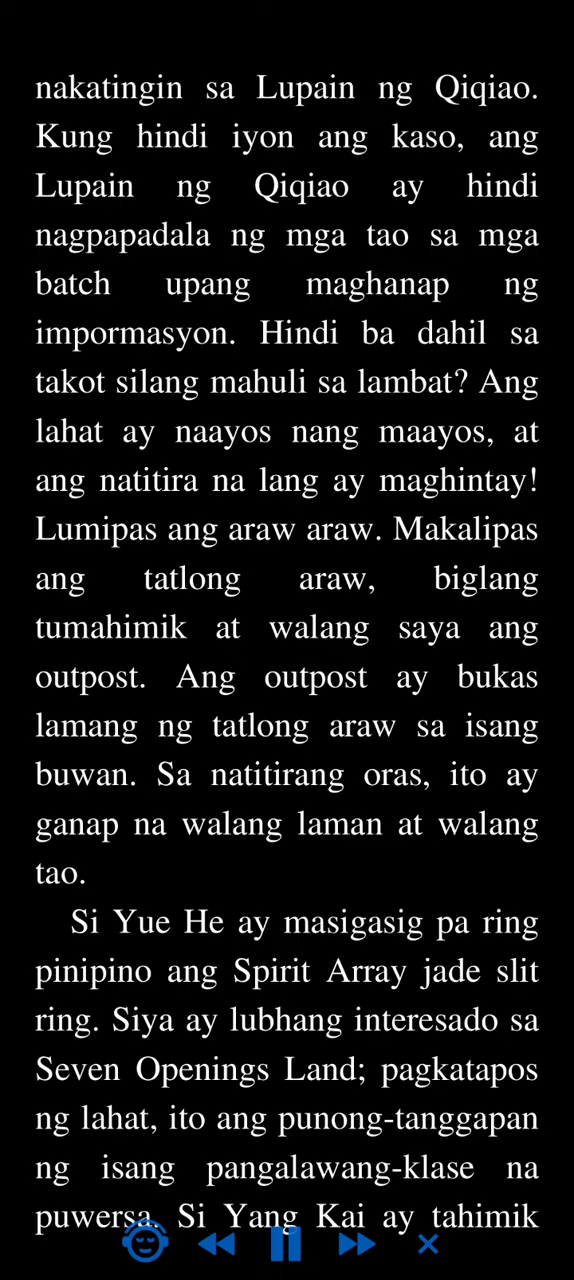 nakatingin sa Lupain ng Qiqiao.
Kung hindi iyon ang kaso, ang
Lupain ng Qiqiao ay hindi
nagpapadala ng mga tao sa mga
batch upang maghanap ng
impormasyon. Hindi ba dahil sa
takot silang mahuli sa lambat? Ang
lahat ay naayos nang maayos, at
ang natitira na lang ay maghintay!
Lumipas ang araw araw. Makalipas
ang tatlong araw, biglang
tumahimik at walang saya ang
outpost. Ang outpost ay bukas
lamang ng tatlong araw sa isang
buwan. Sa natitirang oras, ito ay
ganap na walang laman at walang
tao.
Si Yue He ay masigasig pa ring
pinipino ang Spirit Array jade slit
ring. Siya ay lubhang interesado sa
Seven Openings Land; pagkatapos
ng lahat, ito ang punong-tanggapan
ng isang pangalawang-klase na
puwersa. Si Yang Kai ay tahimik